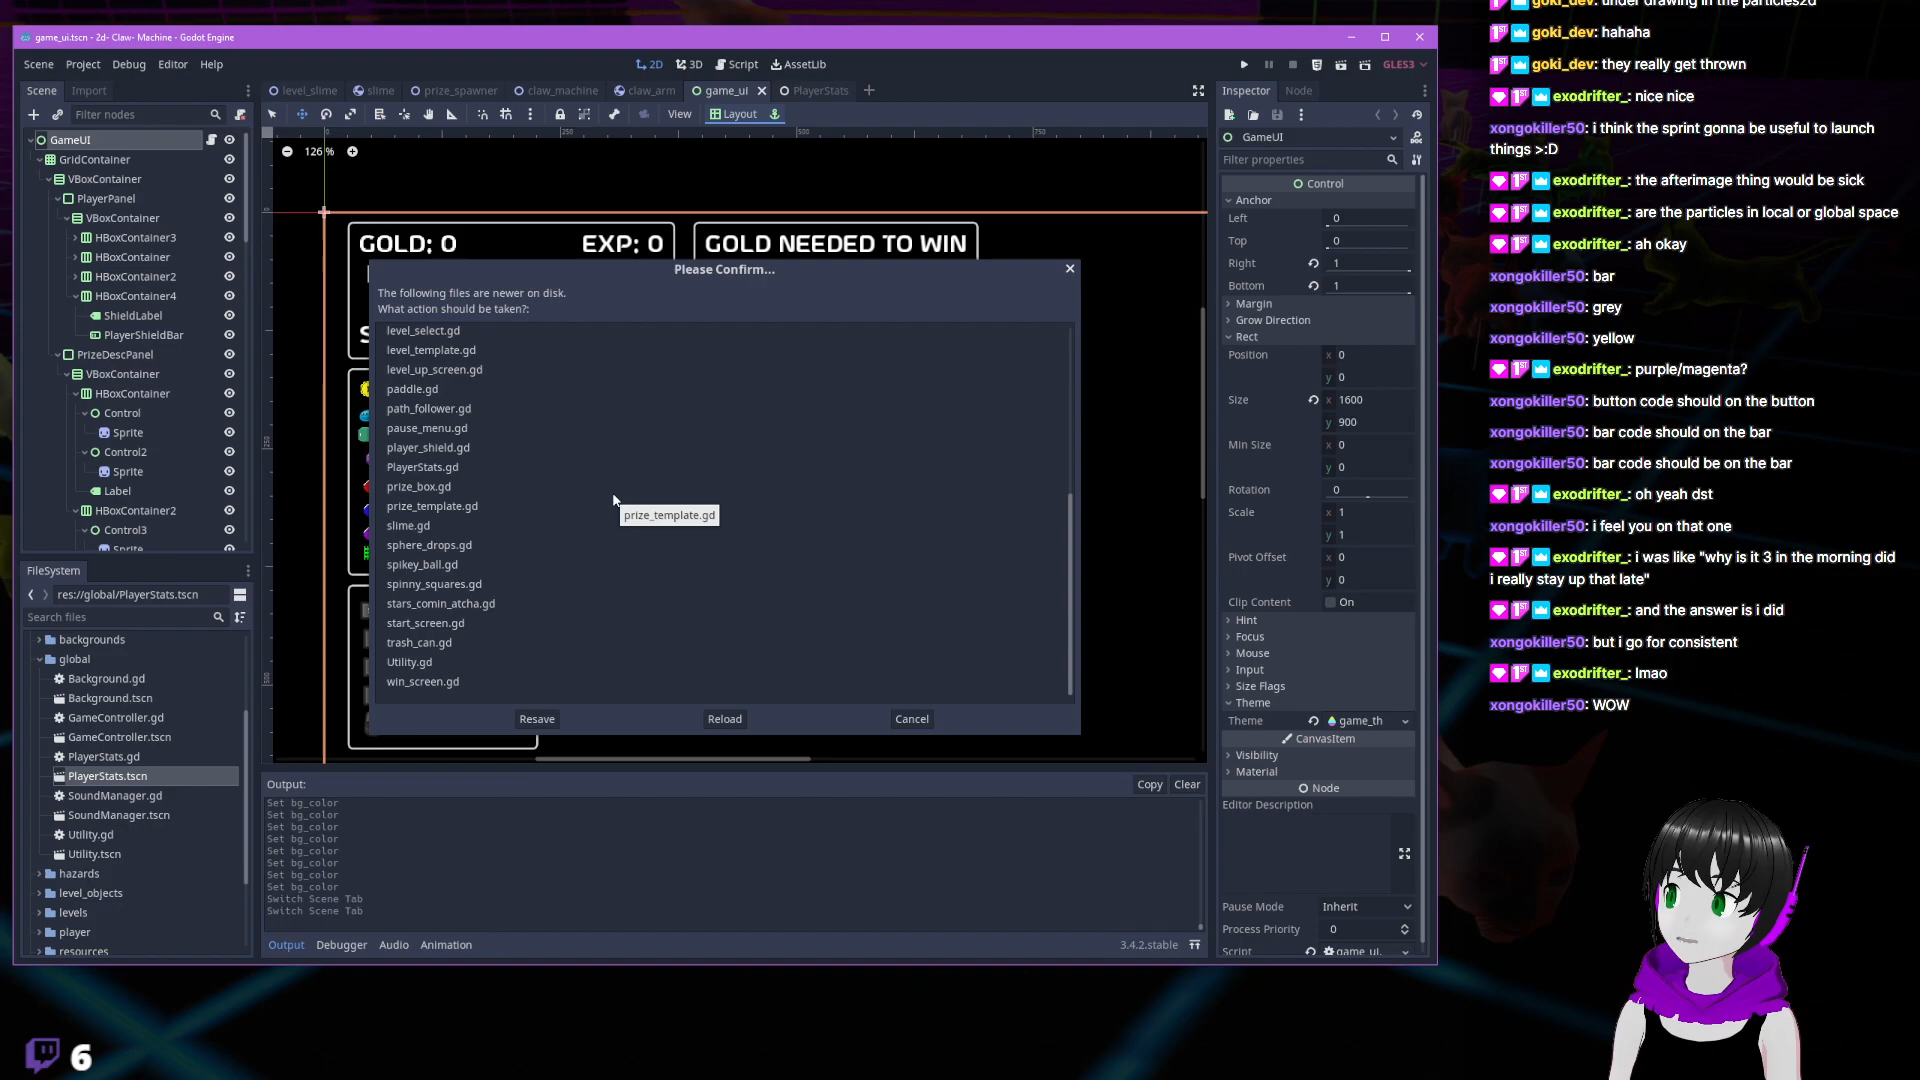 game_ui.tscn - 2d- Claw- Machine - Godot Engine
Scene Project Debug Editor Help
2D 3D Script AssetLib
GLES3
Scene Import
level_slime slime prize_spawner claw_machine claw_arm game_ui PlayerStats
Inspector Node
Filter nodes
View Layout
GameUI
GridContainer
VBoxContainer
PlayerPanel
VBoxContainer
HBoxContainer3
HBoxContainer
HBoxContainer2
HBoxContainer4
ShieldLabel
PlayerShieldBar
PrizeDescPanel
VBoxContainer
HBoxContainer
Control
Sprite
Control2
Sprite
Label
HBoxContainer2
Control3
Sprite
FileSystem
res://global/PlayerStats.tscn
Search files
backgrounds
global
Background.gd
Background.tscn
GameController.gd
GameController.tscn
PlayerStats.gd
PlayerStats.tscn
SoundManager.gd
SoundManager.tscn
Utility.gd
Utility.tscn
hazards
level_objects
levels
player
resources
0 250 500 750
126 %
GOLD: 0 EXP: 0 GOLD NEEDED TO WIN
Please Confirm...
The following files are newer on disk.
What action should be taken?:
level_select.gd
level_template.gd
level_up_screen.gd
paddle.gd
path_follower.gd
pause_menu.gd
player_shield.gd
PlayerStats.gd
prize_box.gd
prize_template.gd
prize_template.gd
slime.gd
sphere_drops.gd
spikey_ball.gd
spinny_squares.gd
stars_comin_atcha.gd
start_screen.gd
trash_can.gd
Utility.gd
win_screen.gd
Resave Reload Cancel
Output:
Copy Clear
Set bg_color
Set bg_color
Set bg_color
Set bg_color
Set bg_color
Set bg_color
Set bg_color
Set bg_color
Switch Scene Tab
Switch Scene Tab
Output Debugger Audio Animation
3.4.2.stable
GameUI
Filter properties
Control
Anchor
Left 0
Top 0
Right 1
Bottom 1
Margin
Grow Direction
Rect
Position x 0
y 0
Size x 1600
y 900
Min Size x 0
y 0
Rotation 0
Scale x 1
y 1
Pivot Offset x 0
y 0
Clip Content On
Hint
Focus
Mouse
Input
Size Flags
Theme
Theme game_th
CanvasItem
Visibility
Material
Node
Editor Description
Pause Mode Inherit
Process Priority 0
Script game_ui.
goki_dev: under drawing in the particles2d
goki_dev: hahaha
goki_dev: they really get thrown
exodrifter_: nice nice
xongokiller50: i think the sprint gonna be useful to launch
things >:D
exodrifter_: the afterimage thing would be sick
exodrifter_: are the particles in local or global space
exodrifter_: ah okay
xongokiller50: bar
xongokiller50: grey
xongokiller50: yellow
exodrifter_: purple/magenta?
xongokiller50: button code should on the button
xongokiller50: bar code should on the bar
xongokiller50: bar code should be on the bar
exodrifter_: oh yeah dst
xongokiller50: i feel you on that one
exodrifter_: i was like "why is it 3 in the morning did
i really stay up that late"
exodrifter_: and the answer is i did
xongokiller50: but i go for consistent
exodrifter_: lmao
xongokiller50: WOW
6